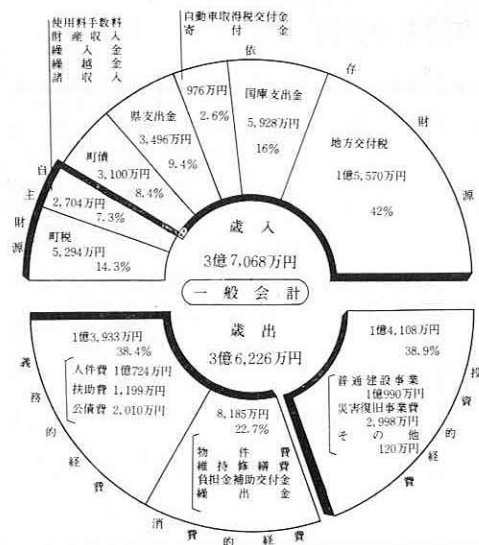 使用料手数料
財産収入
繰入金
繰越金
諸収入
自動車取得税交付金
寄付金
依存財源
自主財源
町税
5,294万円
14.3%
2,704万円
7.3%
町債
3,100万円
8.4%
県支出金
3,496万円
9.4%
976万円
2.6%
国庫支出金
5,928万円
16%
地方交付税
1億5,570万円
42%
歳入
3億7,068万円
一般会計
歳出
3億6,226万円
1億3,933万円
38.4%
人件費 1億724万円
扶助費 1,199万円
公債費 2,010万円
義務的経費
8,185万円
22.7%
物件費
維持修繕費
負担金補助交付金
繰出金
消費的経費
1億4,108万円
38.9%
普通建設事業
1億990万円
災害復旧事業費
2,998万円
その他
120万円
投資的経費